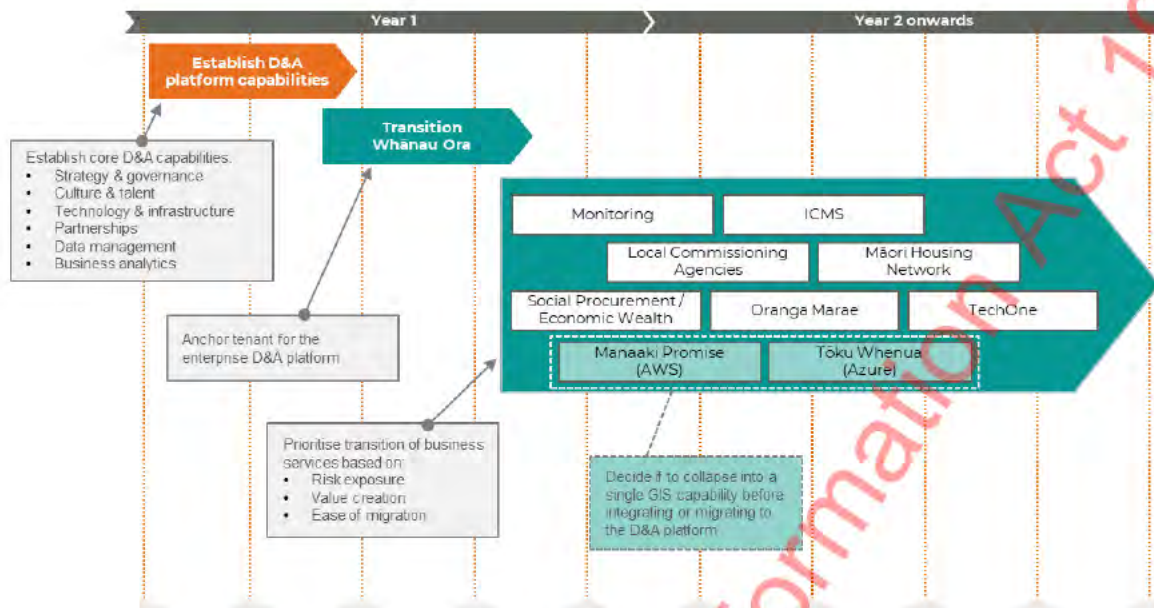 Year 1
Year 2 onwards
Establish D&A
platform capabilities
Transition
Whānau Ora
Establish core D&A capabilities:
• Strategy & governance
• Culture & talent
• Technology & infrastructure
• Partnerships
• Data management
• Business analytics
Monitoring
ICMS
Local Commissioning
Agencies
Māori Housing
Network
Social Procurement /
Economic Wealth
Oranga Marae
TechOne
Manaaki Promise
(AWS)
Tōku Whenua
(Azure)
Anchor tenant for the
enterprise D&A platform
Prioritise transition of business
services based on:
• Risk exposure
• Value creation
• Ease of migration
Decide if to collapse into a
single GIS capability before
integrating or migrating to
the D&A platform
formation Act 19